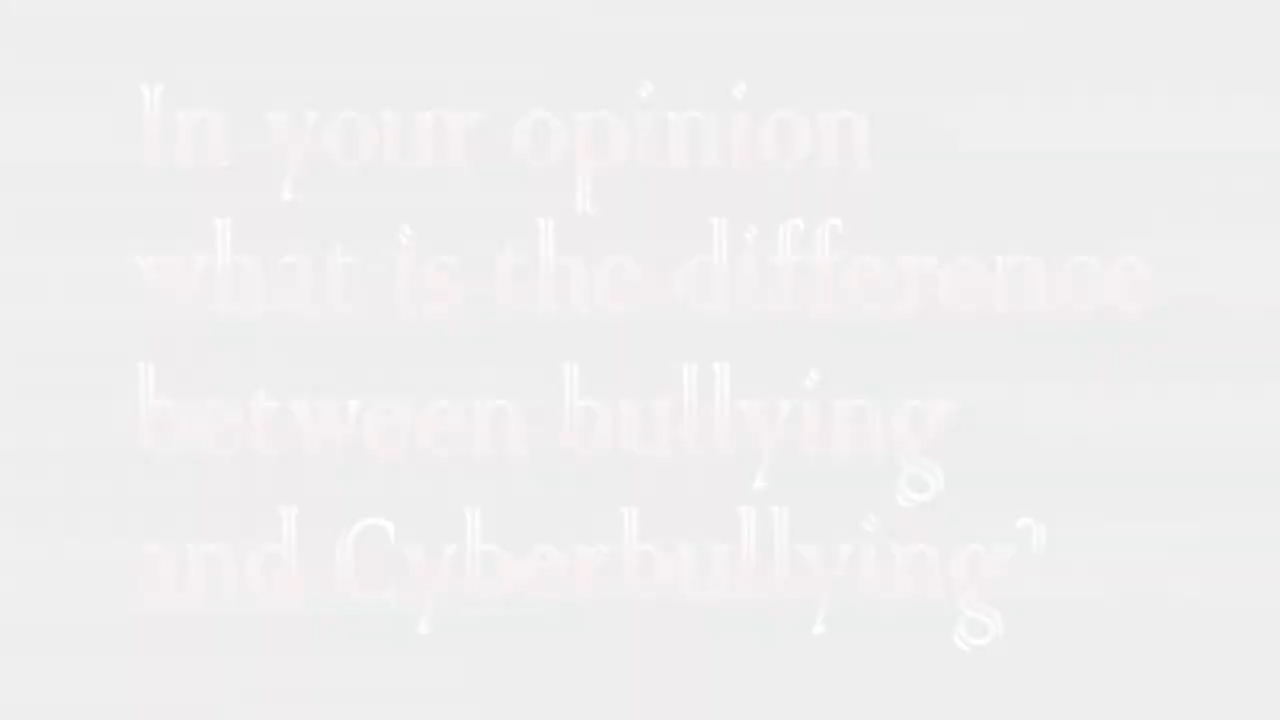 In your opinion
what is the difference
between bullying
and Cyberbullying?